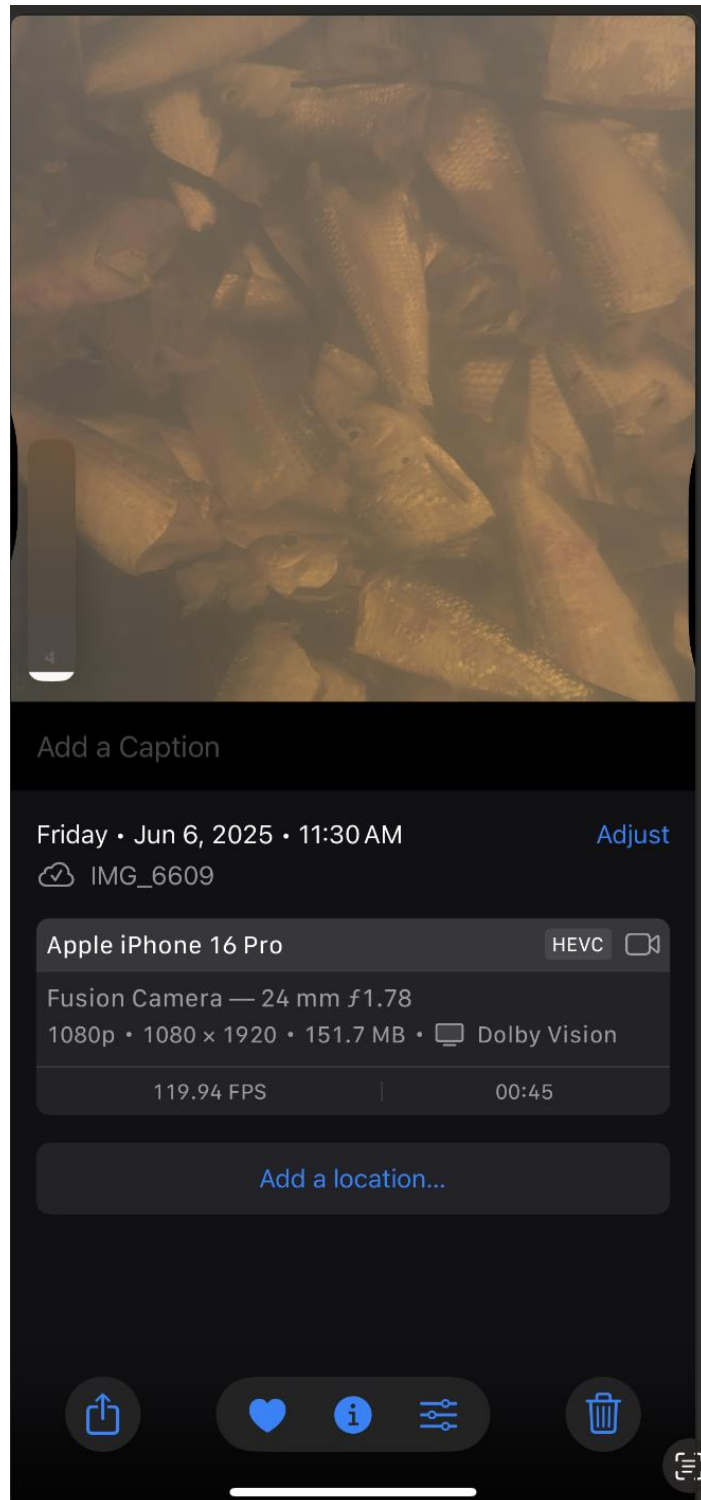 Add a Caption
Friday • Jun 6, 2025 • 11:30 AM
Adjust
IMG_6609
Apple iPhone 16 Pro
HEVC
Fusion Camera — 24 mm ƒ1.78
1080p • 1080 × 1920 • 151.7 MB • Dolby Vision
119.94 FPS
00:45
Add a location...